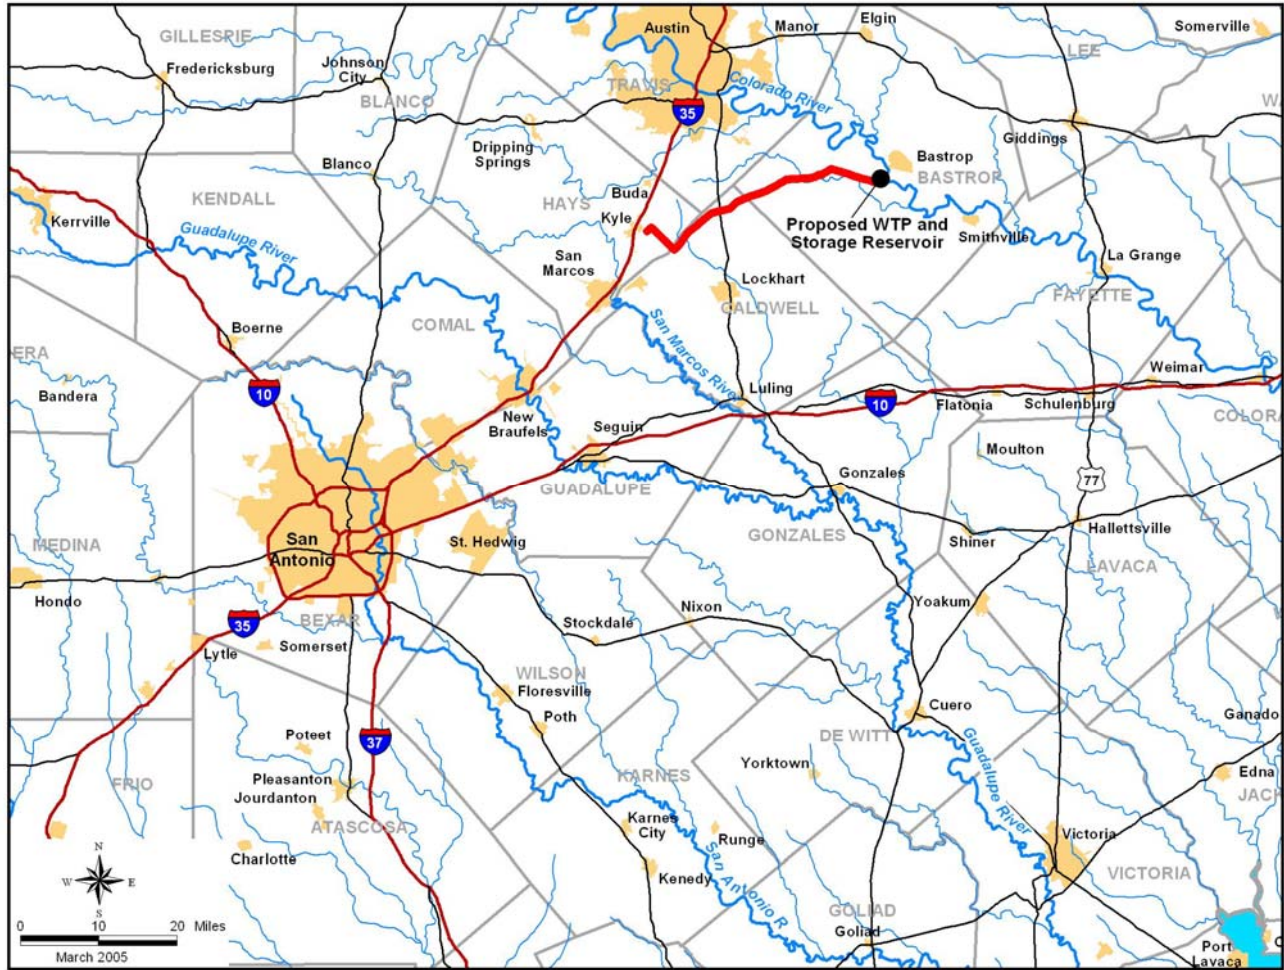 GILLESPIE
Fredericksburg
Johnson
City
BLANCO
Austin
Manor
Elgin
LEE
Somerville
TRAVIS
Colorado River
35
Giddings
Dripping
Springs
Blanco
KENDALL
HAYS
Buda
Kyle
Bastrop
BASTROP
Proposed WTP and
Storage Reservoir
Smithville
La Grange
FAYETTE
Kerrville
Guadalupe River
San
Marcos
Lockhart
CALDWELL
COMAL
San Marcos River
Boerne
ERA
Bandera
10
New
Braufels
Seguin
Luling
10
Flatonia
Schulenburg
Weimar
COLOR
Moulton
77
Gonzales
GUADALUPE
GONZALES
Hallettsville
Shiner
LAVACA
MEDINA
Hondo
San
Antonio
St. Hedwig
BEXAR
35
Lytle
Somerset
Stockdale
Nixon
Yoakum
WILSON
Floresville
Poth
Cuero
Ganado
DE WITT
Guadalupe River
Poteet
37
Yorktown
Edna
JACK
FRIO
Pleasanton
Jourdanton
ATASCOSA
Charlotte
KARNES
Karnes
City
Runge
Kenedy
San Antonio R
Victoria
VICTORIA
GOLIAD
Goliad
Port
Lavaca
N
W E
S
0 10 20 Miles
March 2005